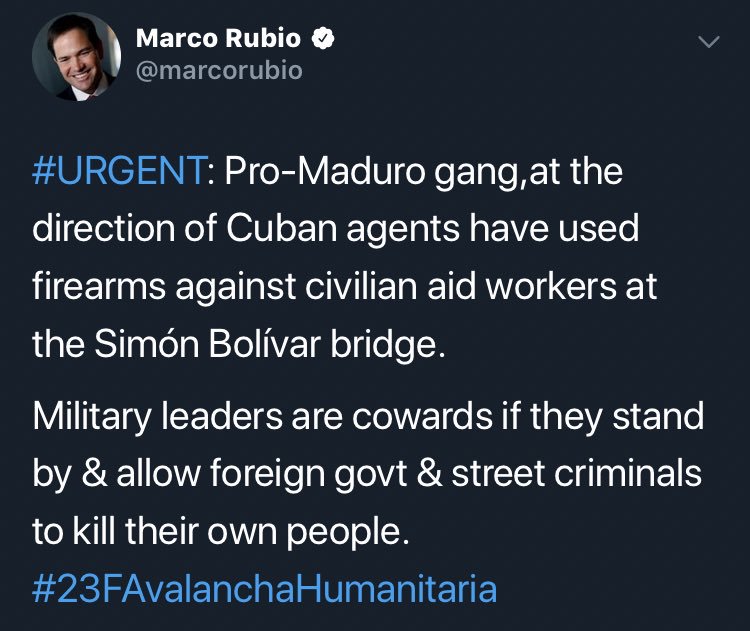 Marco Rubio
@marcorubio
#URGENT: Pro-Maduro gang,at the
direction of Cuban agents have used
firearms against civilian aid workers at
the Simón Bolívar bridge.
Military leaders are cowards if they stand
by & allow foreign govt & street criminals
to kill their own people.
#23FAvalanchaHumanitaria